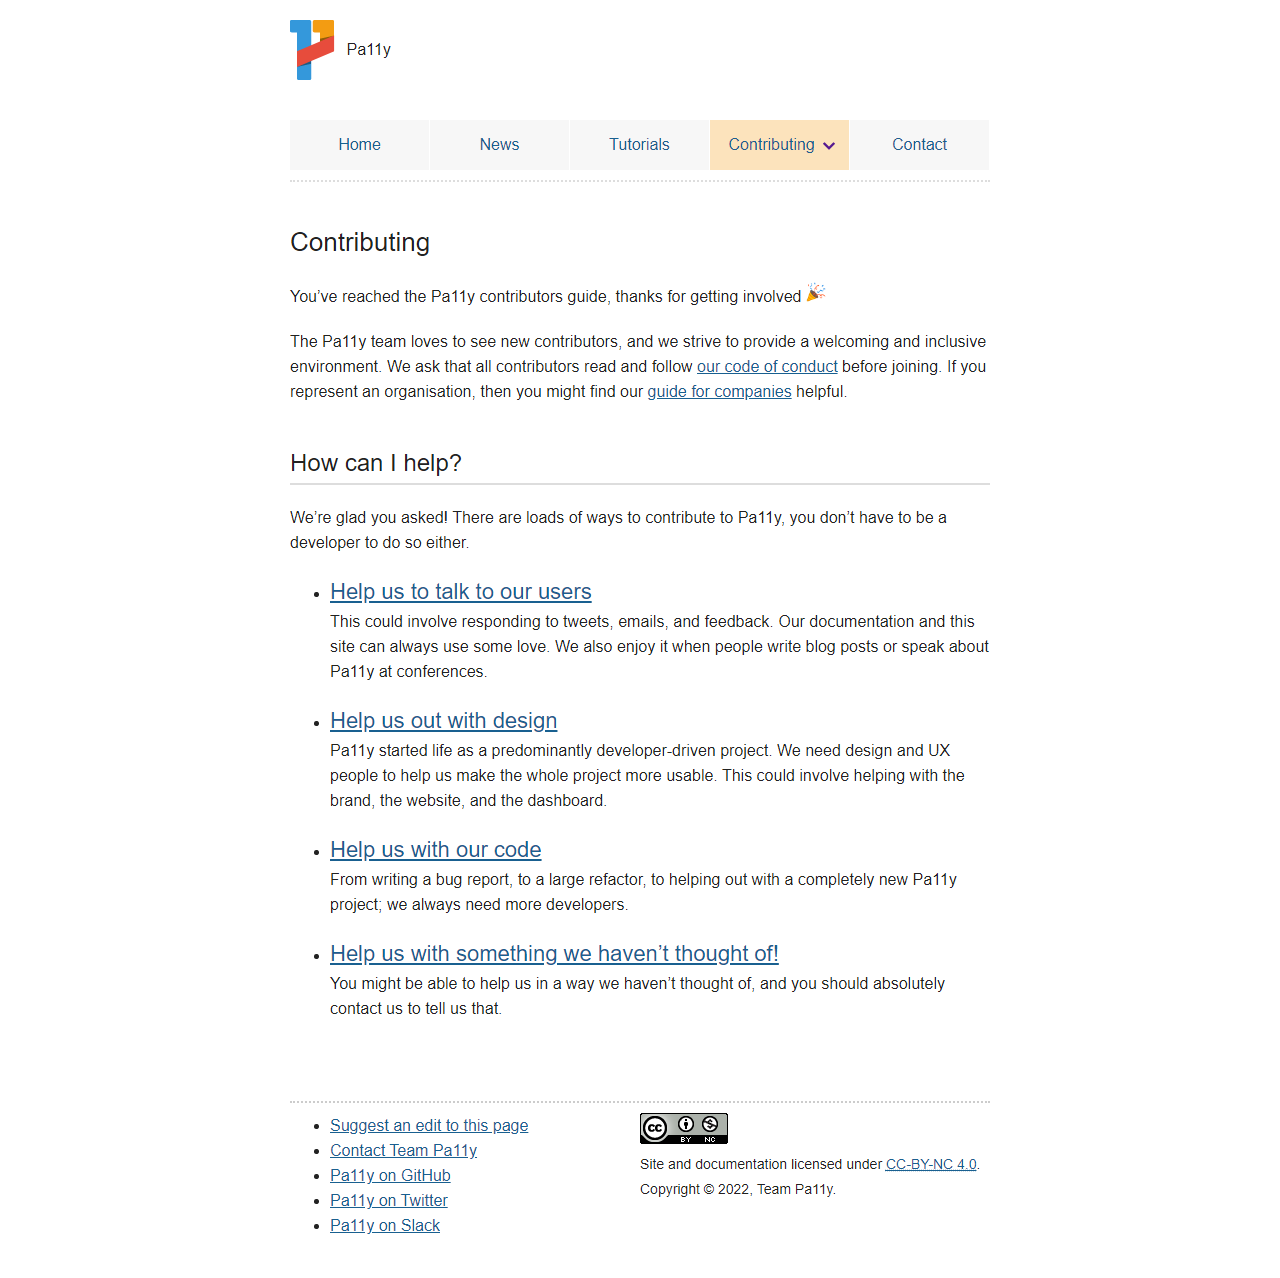 Pa11y
Home
News
Tutorials
Contributing
Contact
Contributing
You’ve reached the Pa11y contributors guide, thanks for getting involved 🎉
The Pa11y team loves to see new contributors, and we strive to provide a welcoming and inclusive
environment. We ask that all contributors read and follow our code of conduct before joining. If you
represent an organisation, then you might find our guide for companies helpful.
How can I help?
We’re glad you asked! There are loads of ways to contribute to Pa11y, you don’t have to be a
developer to do so either.
• Help us to talk to our users
This could involve responding to tweets, emails, and feedback. Our documentation and this
site can always use some love. We also enjoy it when people write blog posts or speak about
Pa11y at conferences.
• Help us out with design
Pa11y started life as a predominantly developer-driven project. We need design and UX
people to help us make the whole project more usable. This could involve helping with the
brand, the website, and the dashboard.
• Help us with our code
From writing a bug report, to a large refactor, to helping out with a completely new Pa11y
project; we always need more developers.
• Help us with something we haven’t thought of!
You might be able to help us in a way we haven’t thought of, and you should absolutely
contact us to tell us that.
• Suggest an edit to this page
• Contact Team Pa11y
• Pa11y on GitHub
• Pa11y on Twitter
• Pa11y on Slack
cc BY NC
Site and documentation licensed under CC-BY-NC 4.0.
Copyright © 2022, Team Pa11y.